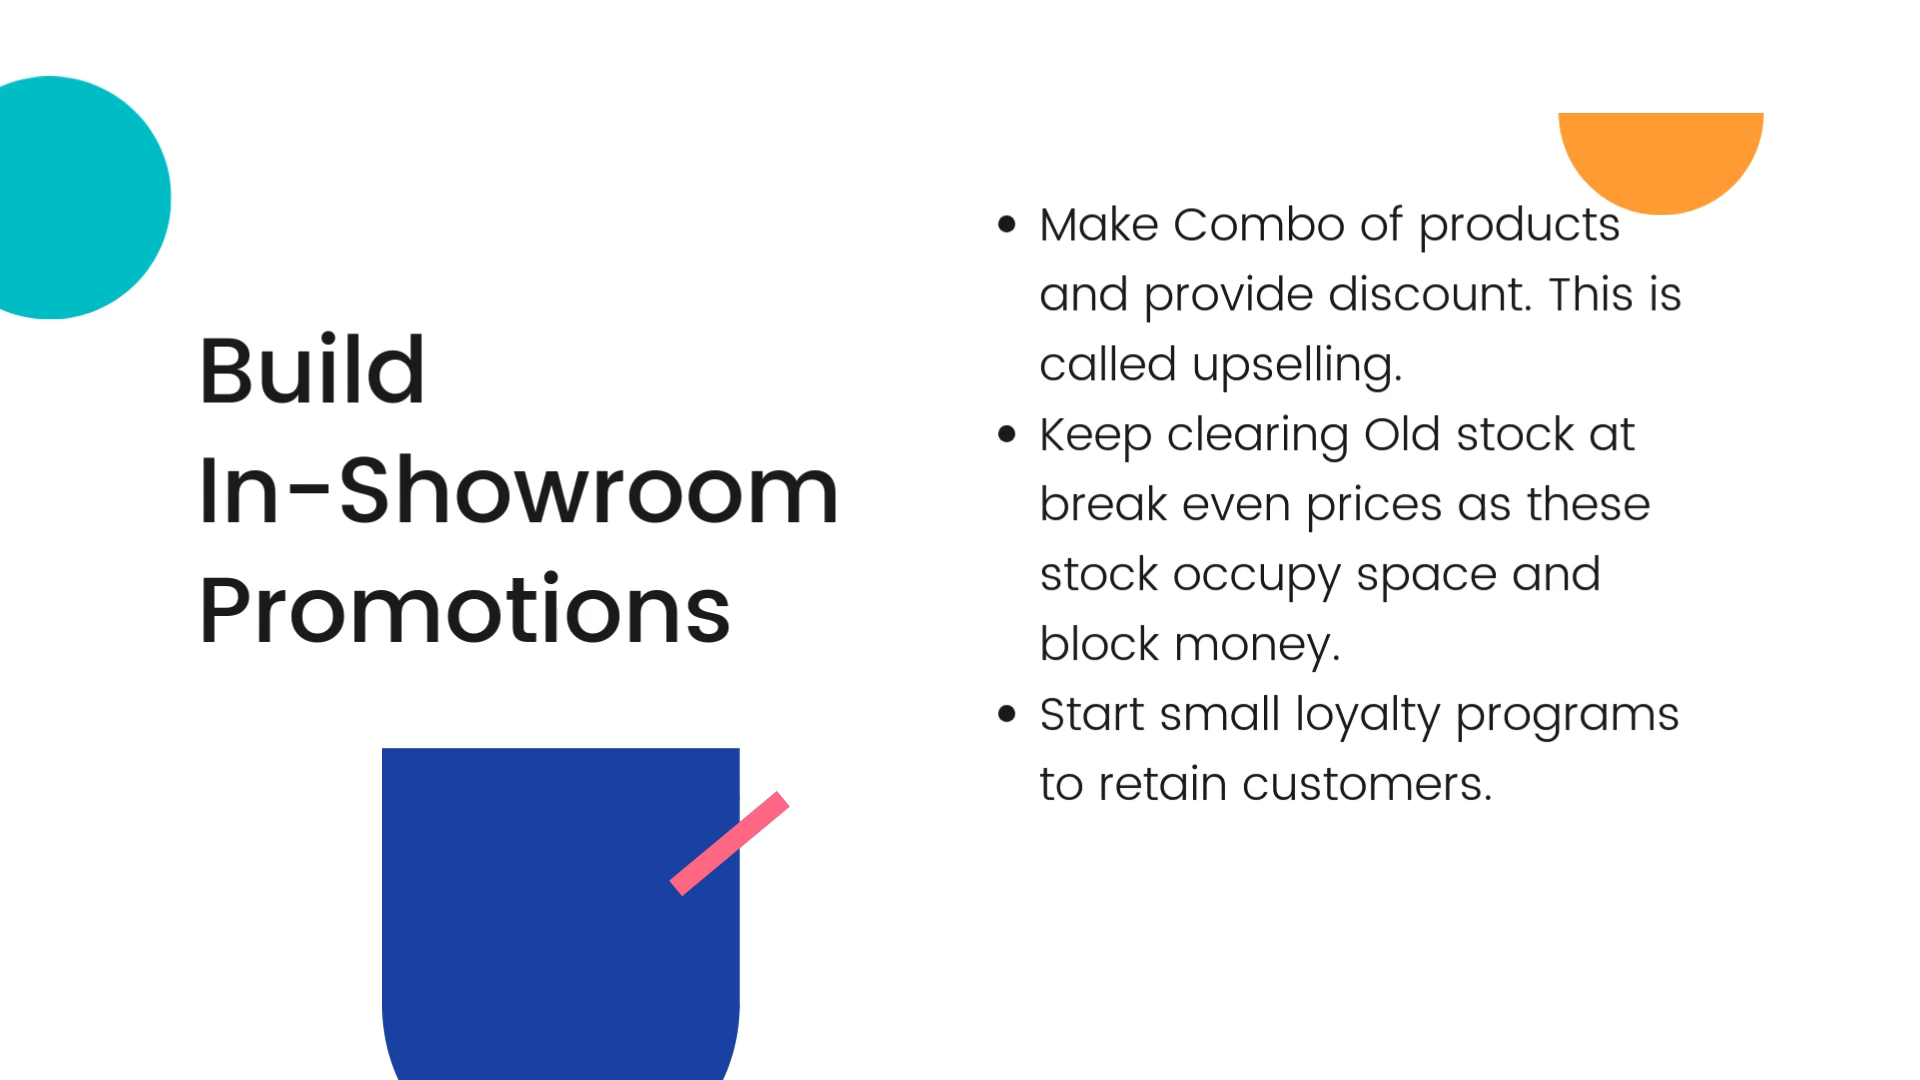 Build
In-Showroom
Promotions
• Make Combo of products
and provide discount. This is
called upselling.
• Keep clearing Old stock at
break even prices as these
stock occupy space and
block money.
• Start small loyalty programs
to retain customers.